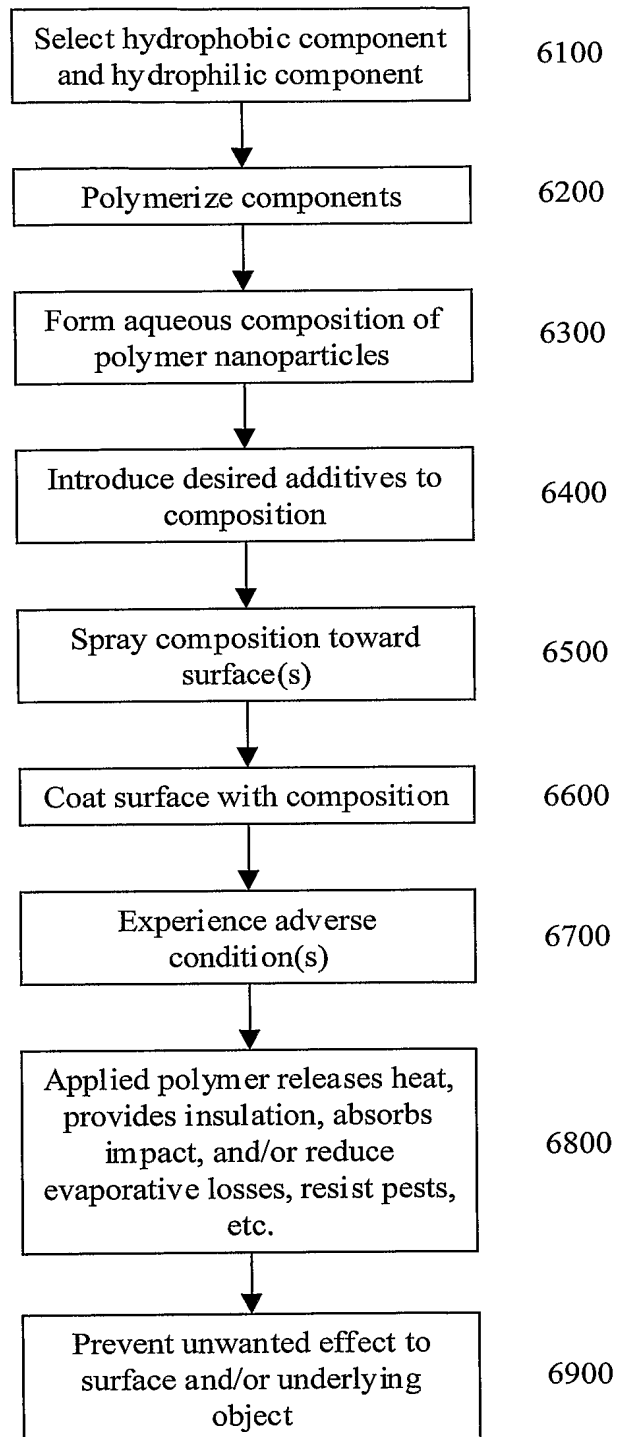 Select hydrophobic component
and hydrophilic component
6100
Polymerize components
6200
Form aqueous composition of
polymer nanoparticles
6300
Introduce desired additives to
composition
6400
Spray composition toward
surface(s)
6500
Coat surface with composition
6600
Experience adverse
condition(s)
6700
Applied polymer releases heat,
provides insulation, absorbs
impact, and/or reduce
evaporative losses, resist pests,
etc.
6800
Prevent unwanted effect to
surface and/or underlying
object
6900